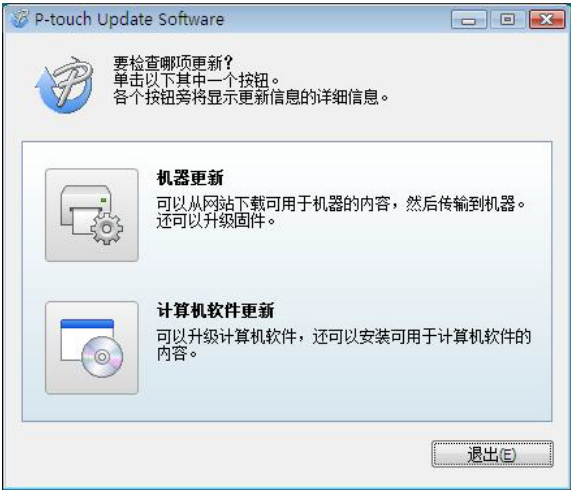 P-touch Update Software
要检查哪项更新?
单击以下其中一个按钮。
各个按钮旁将显示更新信息的详细信息。
机器更新
可以从网站下载可用于机器的内容，然后传输到机器。
还可以升级固件。
计算机软件更新
可以升级计算机软件，还可以安装可用于计算机软件的
内容。
退出(E)